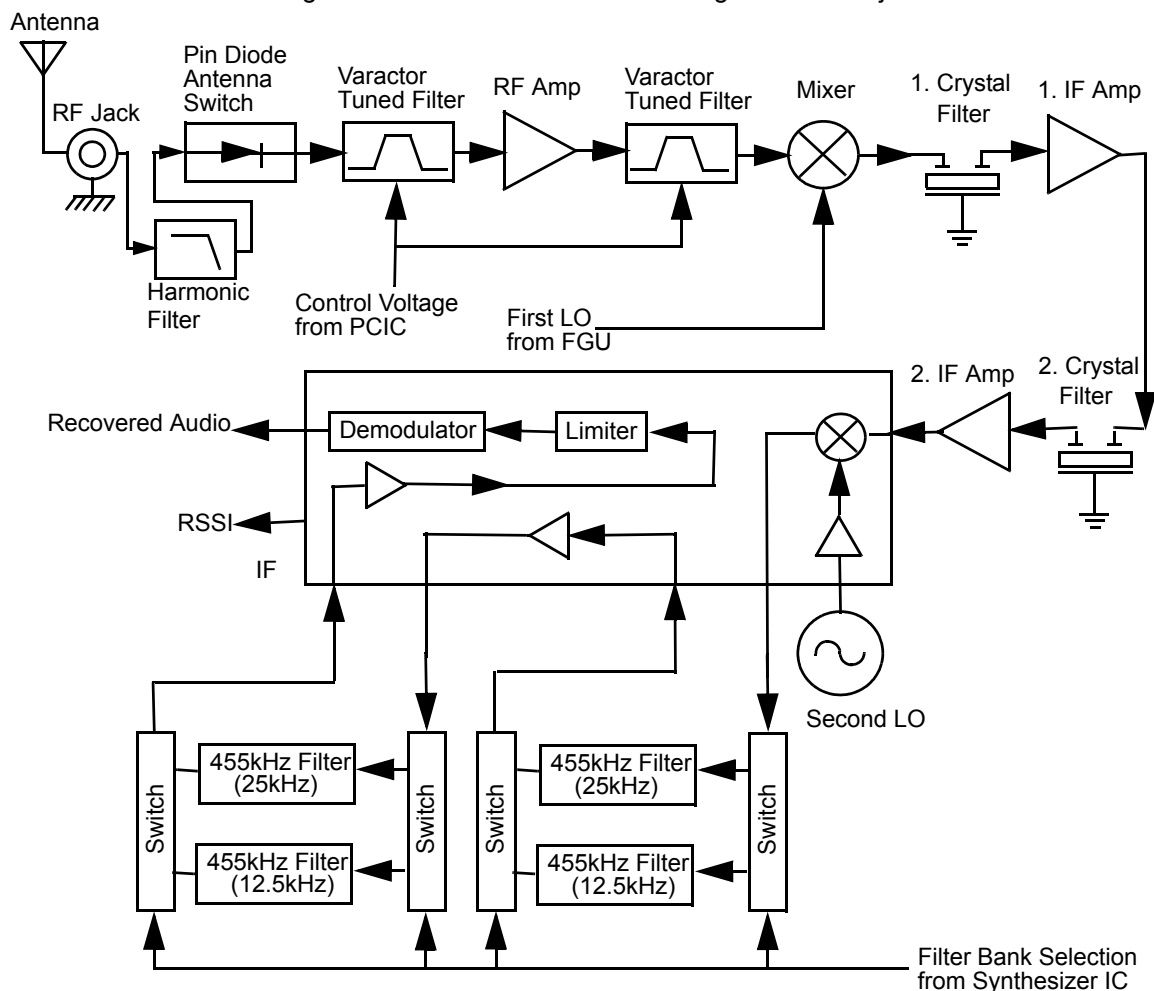 Antenna
Pin Diode
Antenna
Switch
Varactor
Tuned Filter
RF Amp
Varactor
Tuned Filter
Mixer
1. Crystal
Filter
1. IF Amp
RF Jack
Harmonic
Filter
Control Voltage
from PCIC
First LO
from FGU
2. IF Amp
2. Crystal
Filter
Recovered Audio
Demodulator
Limiter
RSSI
IF
Second LO
Switch
455kHz Filter
(25kHz)
455kHz Filter
(12.5kHz)
Switch
Switch
455kHz Filter
(25kHz)
455kHz Filter
(12.5kHz)
Switch
Filter Bank Selection
from Synthesizer IC